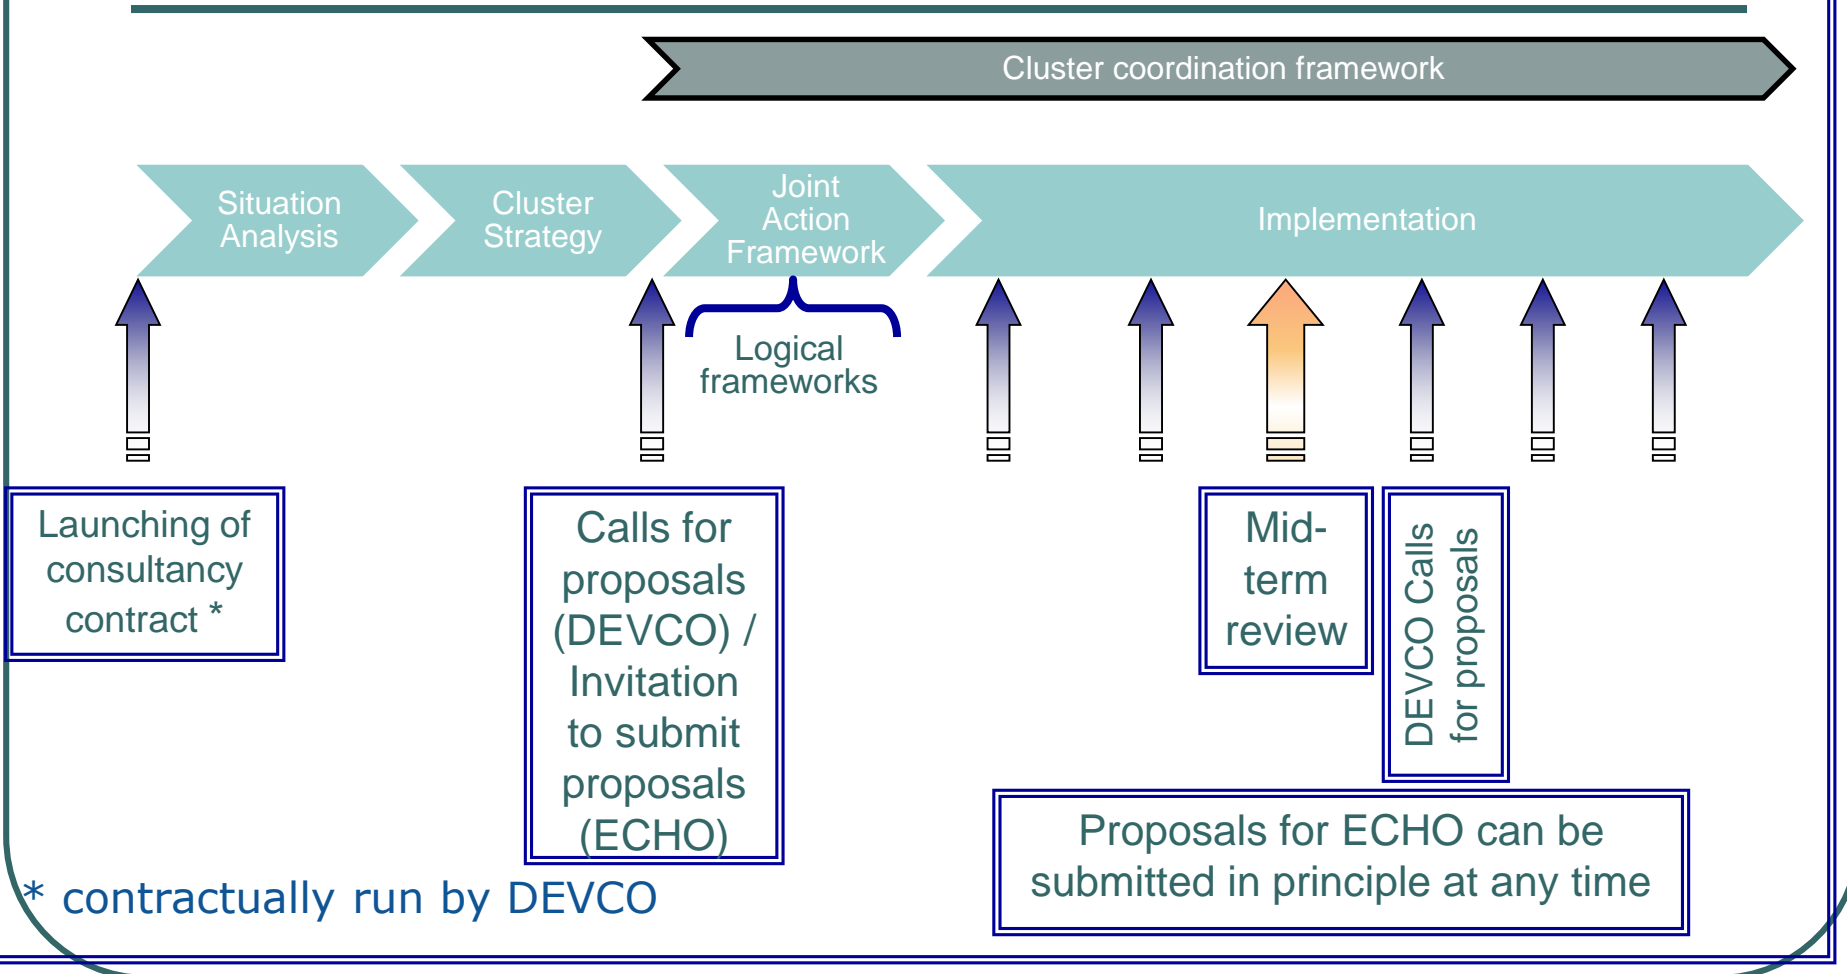 Cluster coordination framework
Situation
Analysis
Cluster
Strategy
Joint
Action
Framework
Implementation
Logical
frameworks
Launching of
consultancy
contract *
Calls for
proposals
(DEVCO) /
Invitation
to submit
proposals
(ECHO)
Mid-
term
review
DEVCO Calls
for proposals
Proposals for ECHO can be
submitted in principle at any time
* contractually run by DEVCO